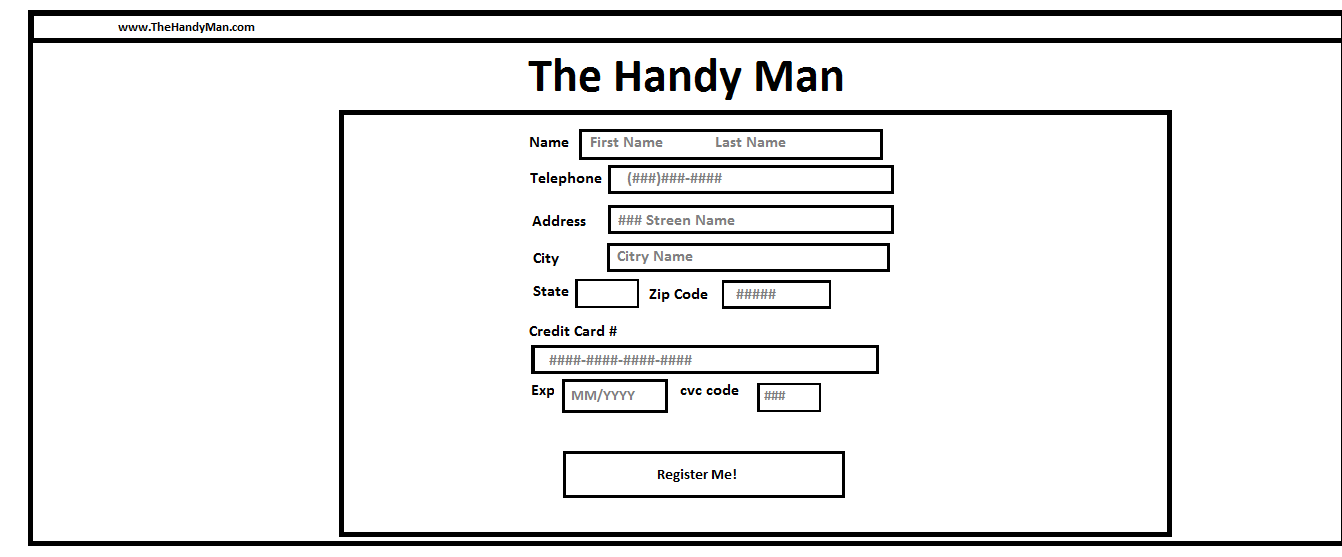 www.TheHandyMan.com
The Handy Man
Name First Name Last Name
Telephone (###)###-####
Address ### Streen Name
City Citry Name
State Zip Code #####
Credit Card #
####-####-####-####
Exp MM/YYYY cvc code ###
Register Me!